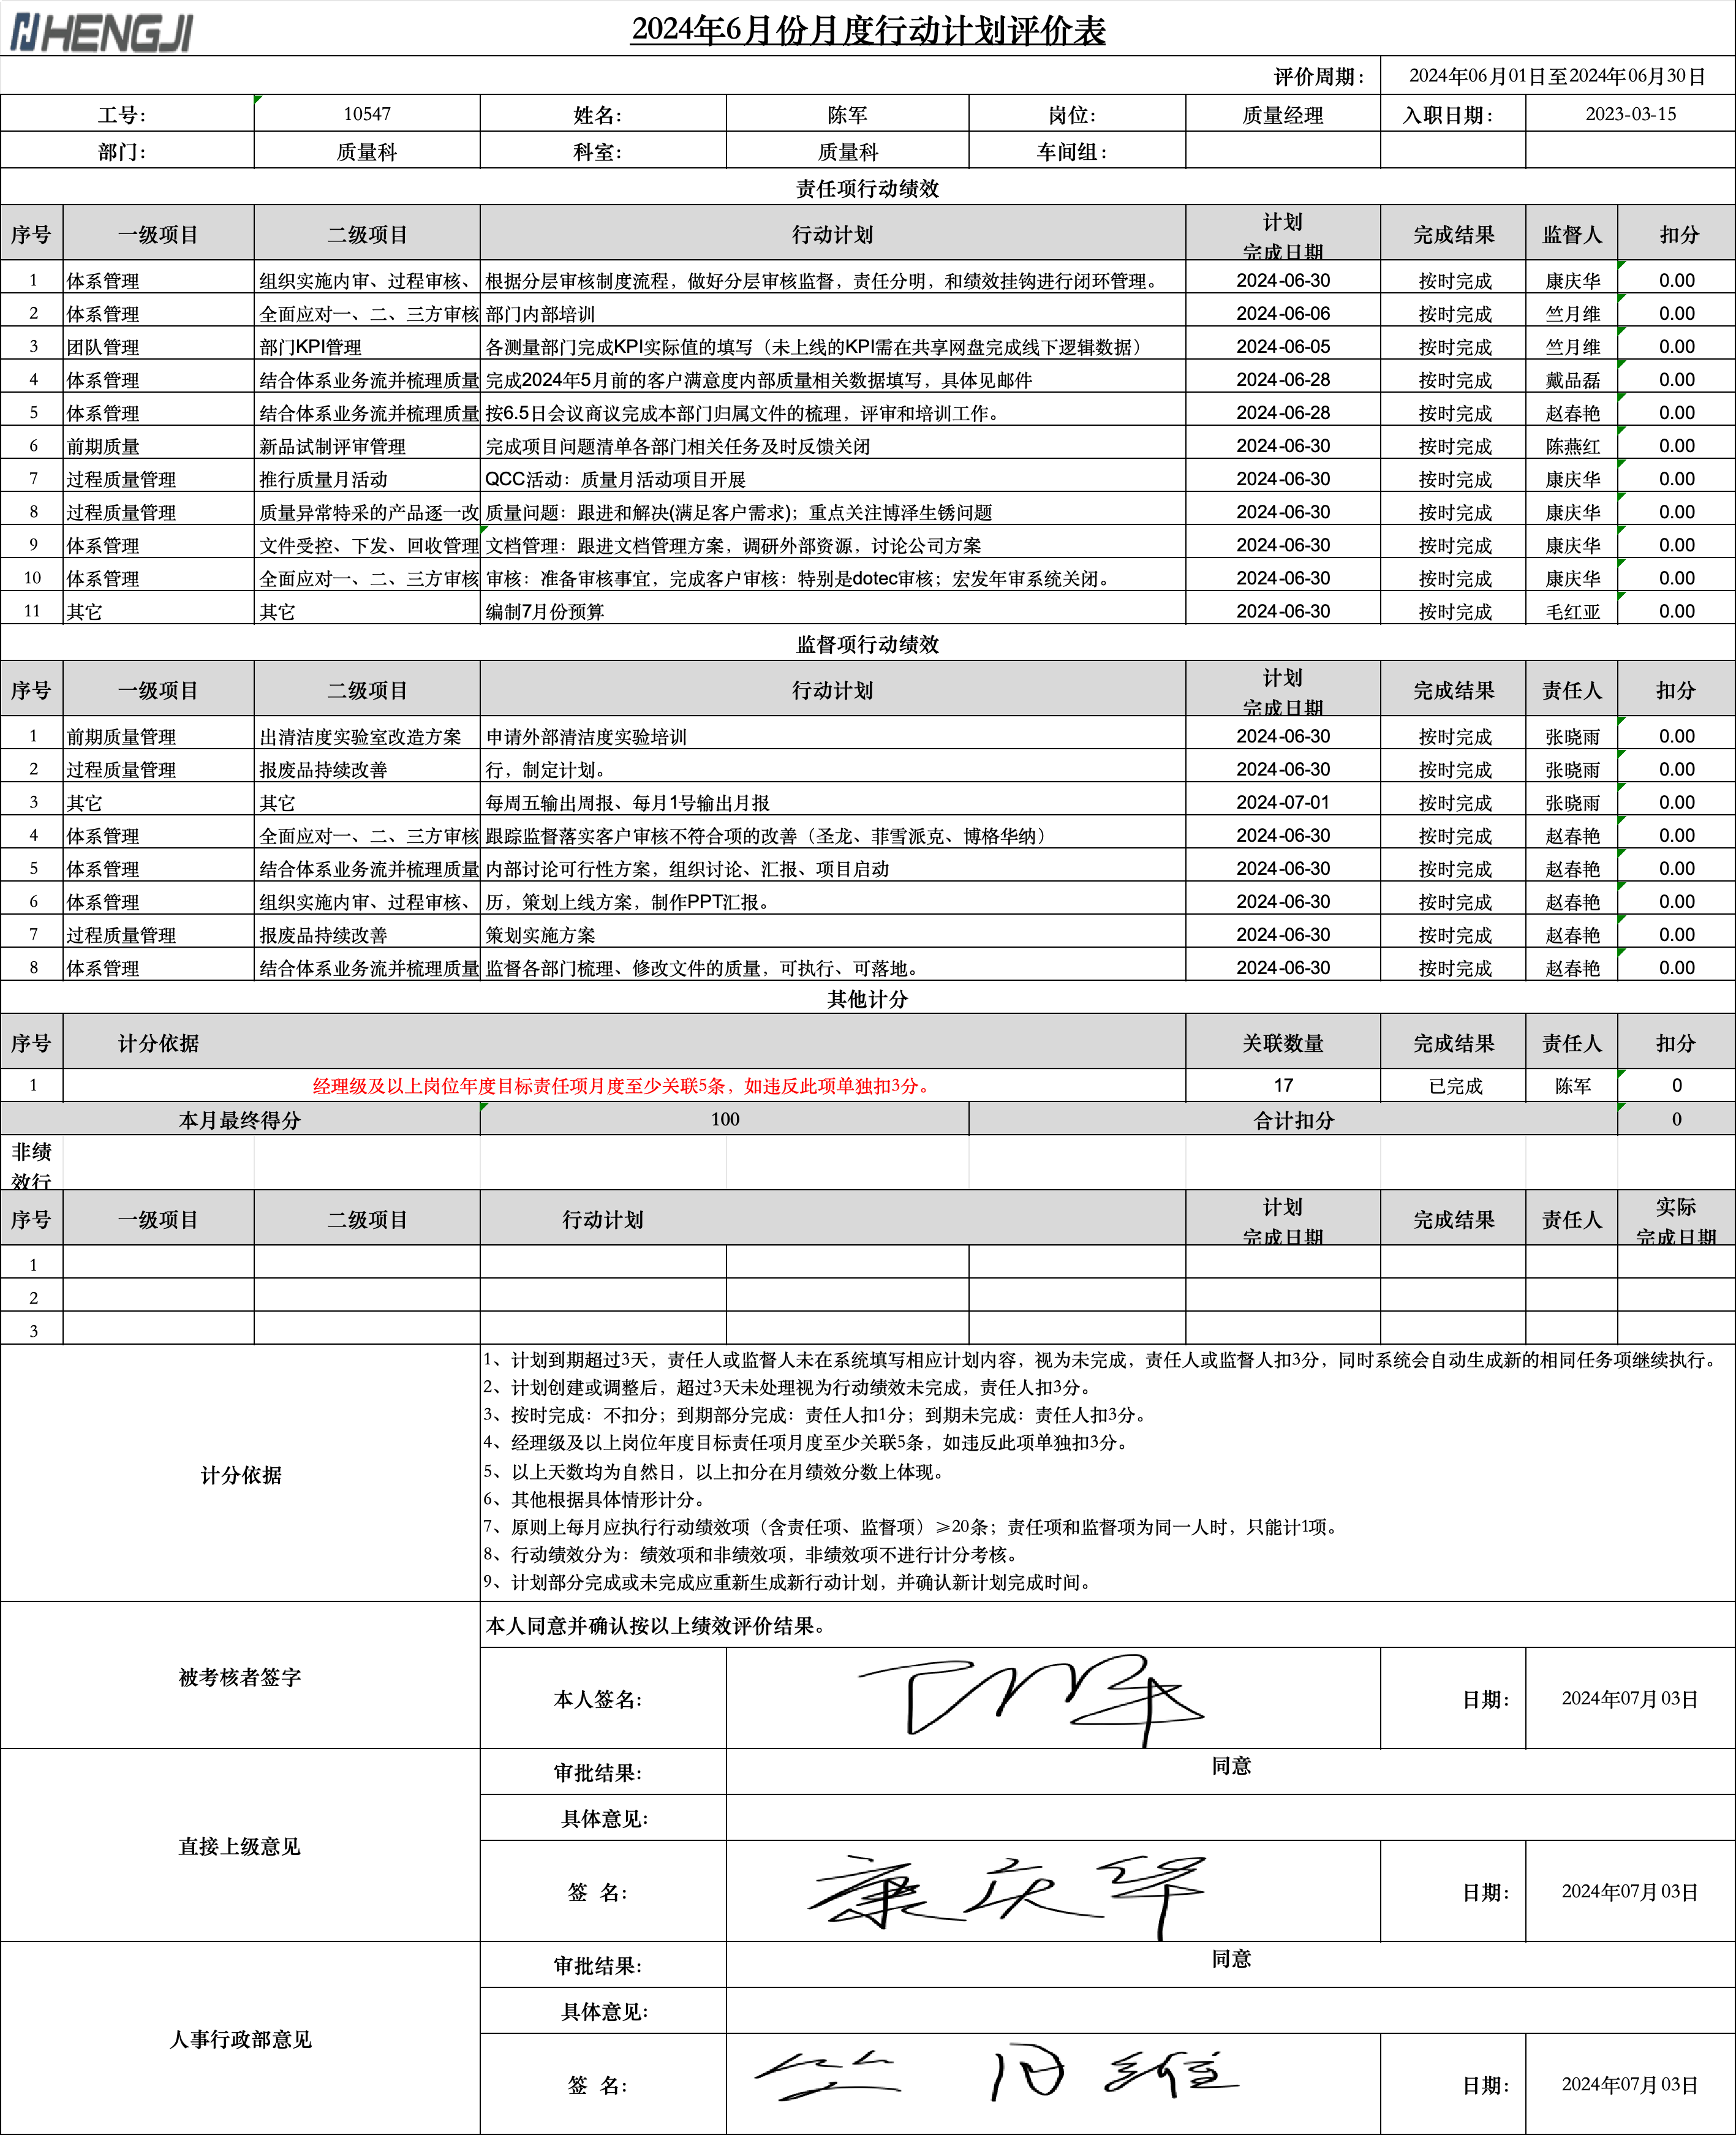 HENGJI
2024年6月份月度行动计划评价表
评价周期： 2024年06月01日至2024年06月30日
工号： 10547 姓名： 陈军 岗位： 质量经理 入职日期： 2023-03-15
部门： 质量科 科室： 质量科 车间组：
责任项行动绩效
序号 一级项目 二级项目 行动计划 计划完成日期 完成结果 监督人 扣分
1 体系管理 组织实施内审、过程审核、 根据分层审核制度流程，做好分层审核监督，责任分明，和绩效挂钩进行闭环管理。 2024-06-30 按时完成 康庆华 0.00
2 体系管理 全面应对一、二、三方审核 部门内部培训 2024-06-06 按时完成 竺月维 0.00
3 团队管理 部门KPI管理 各测量部门完成KPI实际值的填写（未上线的KPI需在共享网盘完成线下逻辑数据） 2024-06-05 按时完成 竺月维 0.00
4 体系管理 结合体系业务流并梳理质量 完成2024年5月前的客户满意度内部质量相关数据填写，具体见邮件 2024-06-28 按时完成 戴品磊 0.00
5 体系管理 结合体系业务流并梳理质量 按6.5日会议商议完成本部门归属文件的梳理，评审和培训工作。 2024-06-28 按时完成 赵春艳 0.00
6 前期质量 新品试制评审管理 完成项目问题清单各部门相关任务及时反馈关闭 2024-06-30 按时完成 陈燕红 0.00
7 过程质量管理 推行质量月活动 QCC活动：质量月活动项目开展 2024-06-30 按时完成 康庆华 0.00
8 过程质量管理 质量异常特采的产品逐一改 质量问题：跟进和解决(满足客户需求)；重点关注博泽生锈问题 2024-06-30 按时完成 康庆华 0.00
9 体系管理 文件受控、下发、回收管理 文档管理：跟进文档管理方案，调研外部资源，讨论公司方案 2024-06-30 按时完成 康庆华 0.00
10 体系管理 全面应对一、二、三方审核 审核：准备审核事宜，完成客户审核：特别是dotec审核；宏发年审系统关闭。 2024-06-30 按时完成 康庆华 0.00
11 其它 其它 编制7月份预算 2024-06-30 按时完成 毛红亚 0.00
监督项行动绩效
序号 一级项目 二级项目 行动计划 计划完成日期 完成结果 责任人 扣分
1 前期质量管理 出清洁度实验室改造方案 申请外部清洁度实验培训 2024-06-30 按时完成 张晓雨 0.00
2 过程质量管理 报废品持续改善 行，制定计划。 2024-06-30 按时完成 张晓雨 0.00
3 其它 其它 每周五输出周报、每月1号输出月报 2024-07-01 按时完成 张晓雨 0.00
4 体系管理 全面应对一、二、三方审核 跟踪监督落实客户审核不符合项的改善（圣龙、菲雪派克、博格华纳） 2024-06-30 按时完成 赵春艳 0.00
5 体系管理 结合体系业务流并梳理质量 内部讨论可行性方案，组织讨论、汇报、项目启动 2024-06-30 按时完成 赵春艳 0.00
6 体系管理 组织实施内审、过程审核、 历，策划上线方案，制作PPT汇报。 2024-06-30 按时完成 赵春艳 0.00
7 过程质量管理 报废品持续改善 策划实施方案 2024-06-30 按时完成 赵春艳 0.00
8 体系管理 结合体系业务流并梳理质量 监督各部门梳理、修改文件的质量，可执行、可落地。 2024-06-30 按时完成 赵春艳 0.00
其他计分
序号 计分依据 关联数量 完成结果 责任人 扣分
1 经理级及以上岗位年度目标责任项月度至少关联5条，如违反此项单独扣3分。 17 已完成 陈军 0
本月最终得分 100 合计扣分 0
非绩效行
序号 一级项目 二级项目 行动计划 计划完成日期 完成结果 责任人 实际完成日期
1
2
3
计分依据
1、计划到期超过3天，责任人或监督人未在系统填写相应计划内容，视为未完成，责任人或监督人扣3分，同时系统会自动生成新的相同任务项继续执行。
2、计划创建或调整后，超过3天未处理视为行动绩效未完成，责任人扣3分。
3、按时完成：不扣分；到期部分完成：责任人扣1分；到期未完成：责任人扣3分。
4、经理级及以上岗位年度目标责任项月度至少关联5条，如违反此项单独扣3分。
5、以上天数均为自然日，以上扣分在月绩效分数上体现。
6、其他根据具体情形计分。
7、原则上每月应执行行动绩效项（含责任项、监督项）≥20条；责任项和监督项为同一人时，只能计1项。
8、行动绩效分为：绩效项和非绩效项，非绩效项不进行计分考核。
9、计划部分完成或未完成应重新生成新行动计划，并确认新计划完成时间。
被考核者签字
本人同意并确认按以上绩效评价结果。
本人签名： 日期： 2024年07月03日
直接上级意见
审批结果： 同意
具体意见：
签 名： 康庆华 日期： 2024年07月03日
人事行政部意见
审批结果： 同意
具体意见：
签 名： 竺月维 日期： 2024年07月03日